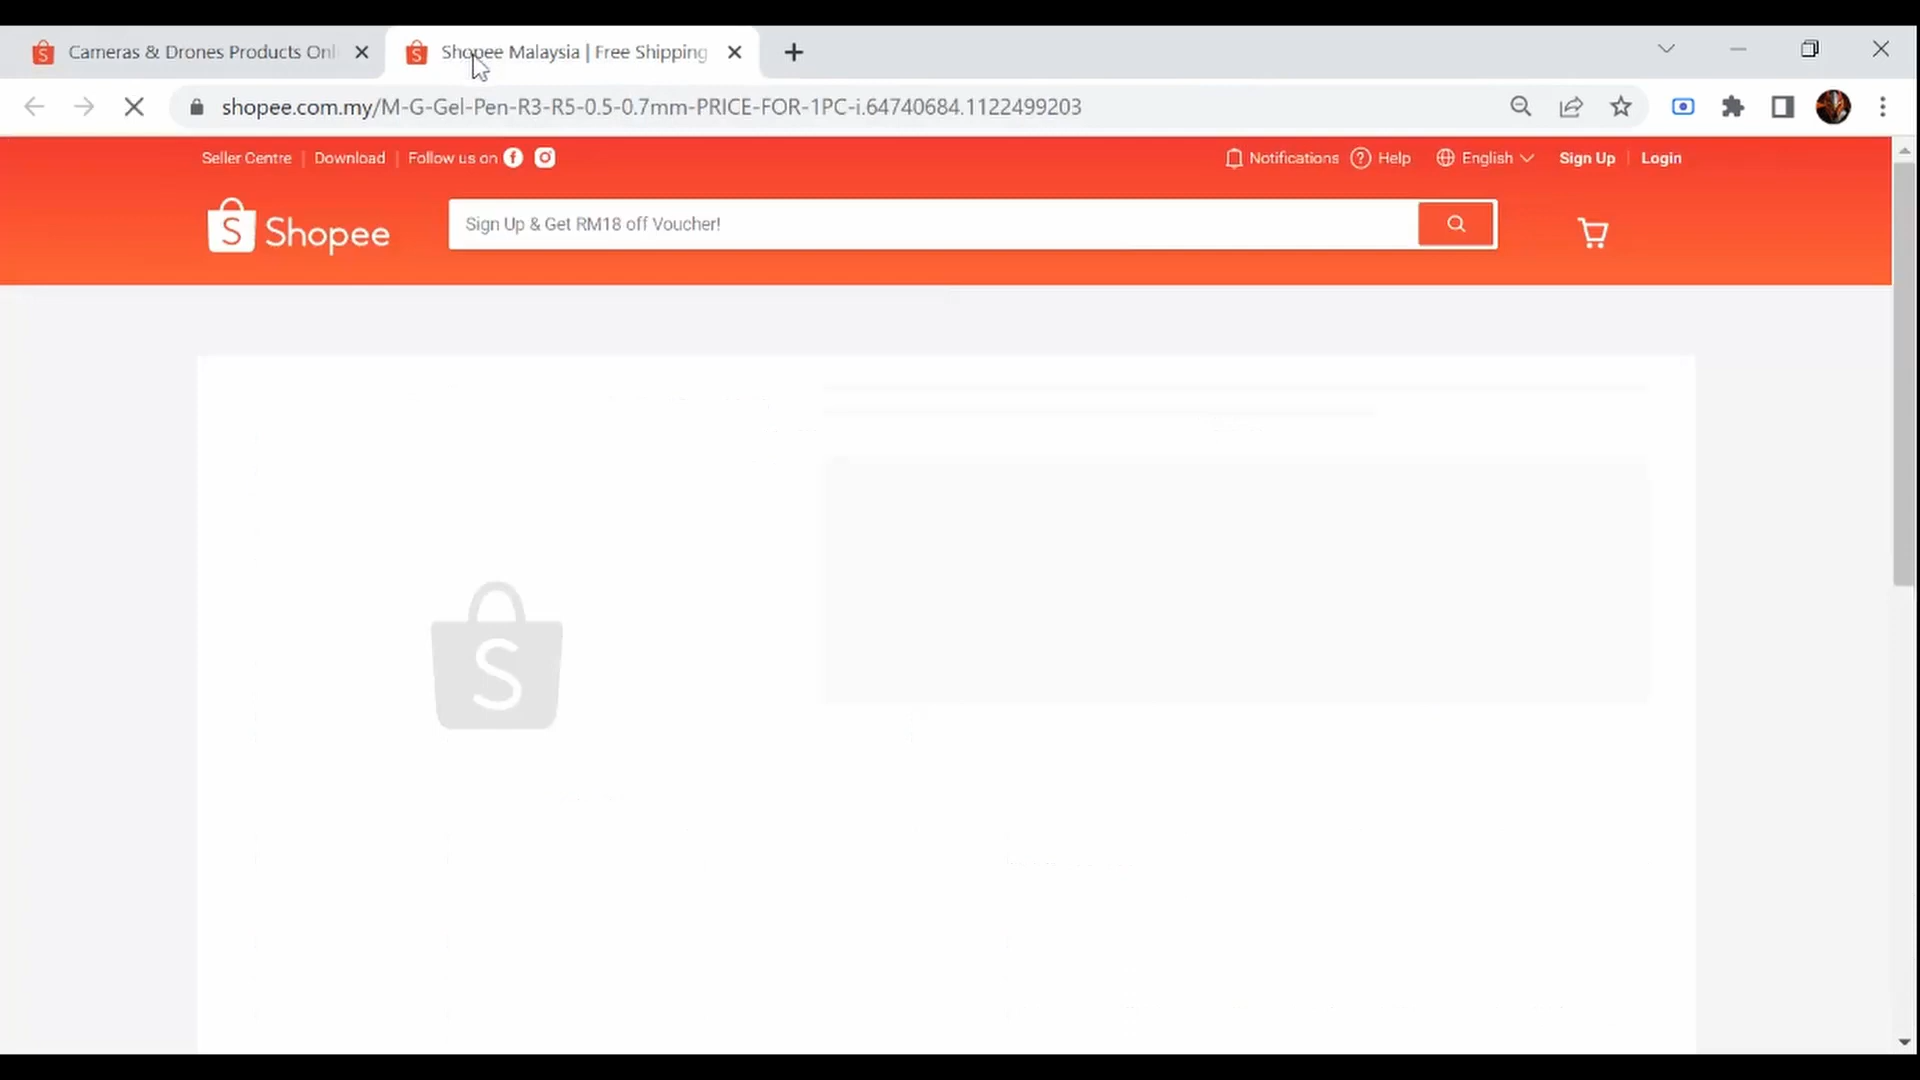 Cameras & Drones Products Onl
Shopee Malaysia | Free Shipping
shopee.com.my/M-G-Gel-Pen-R3-R5-0.5-0.7mm-PRICE-FOR-1PC-i.64740684.1122499203
Seller Centre | Download | Follow us on
Notifications Help English Sign Up | Login
Shopee
Sign Up & Get RM18 off Voucher!